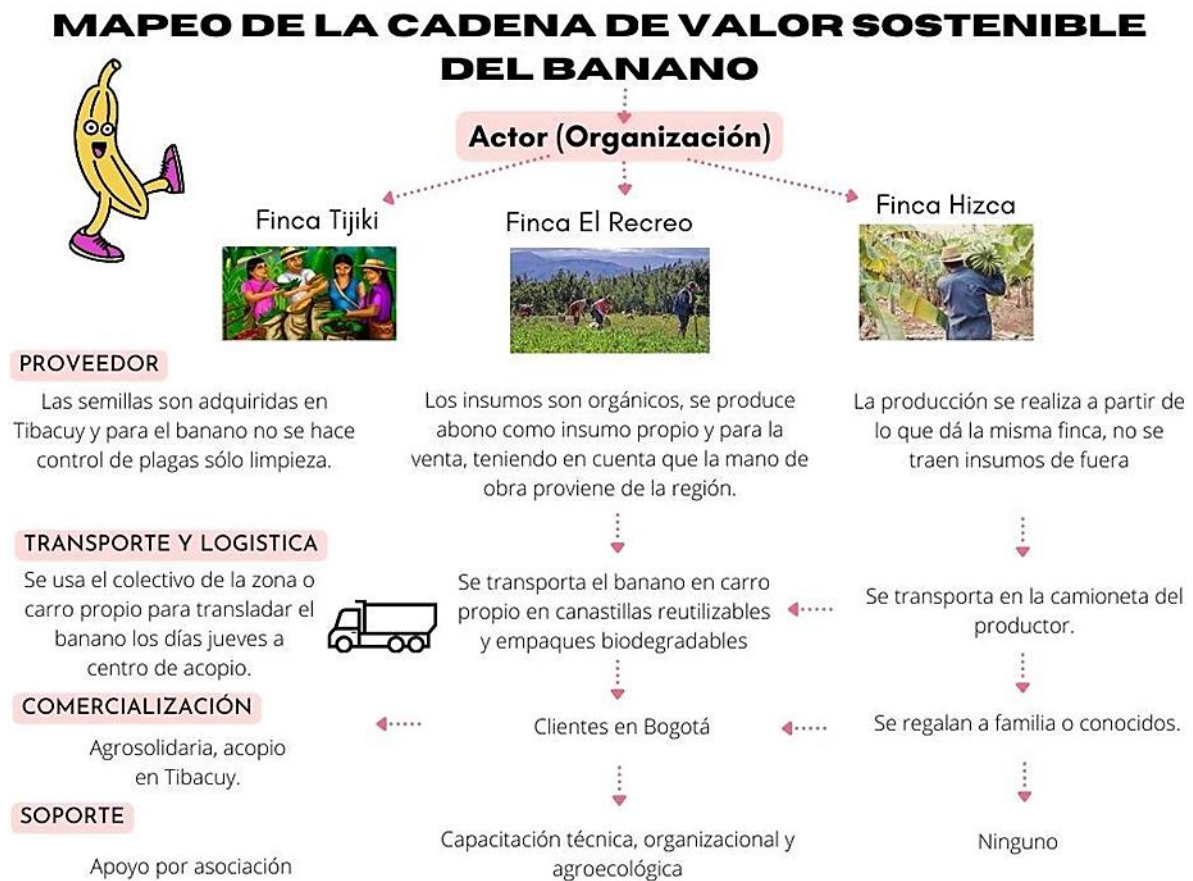 MAPEO DE LA CADENA DE VALOR SOSTENIBLE
DEL BANANO
Actor (Organización)
Finca Tijiki
Finca El Recreo
Finca Hizca
PROVEEDOR
Las semillas son adquiridas en
Tibacuy y para el banano no se hace
control de plagas sólo limpieza.
Los insumos son orgánicos, se produce
abono como insumo propio y para la
venta, teniendo en cuenta que la mano de
obra proviene de la región.
La producción se realiza a partir de
lo que dá la misma finca, no se
traen insumos de fuera
TRANSPORTE Y LOGISTICA
Se usa el colectivo de la zona o
carro propio para transladar el
banano los días jueves a
centro de acopio.
Se transporta el banano en carro
propio en canastillas reutilizables
y empaques biodegradables
Se transporta en la camioneta del
productor.
COMERCIALIZACIÓN
Agrosolidaria, acopio
en Tibacuy.
Clientes en Bogotá
Se regalan a familia o conocidos.
SOPORTE
Apoyo por asociación
Capacitación técnica, organizacional y
agroecológica
Ninguno